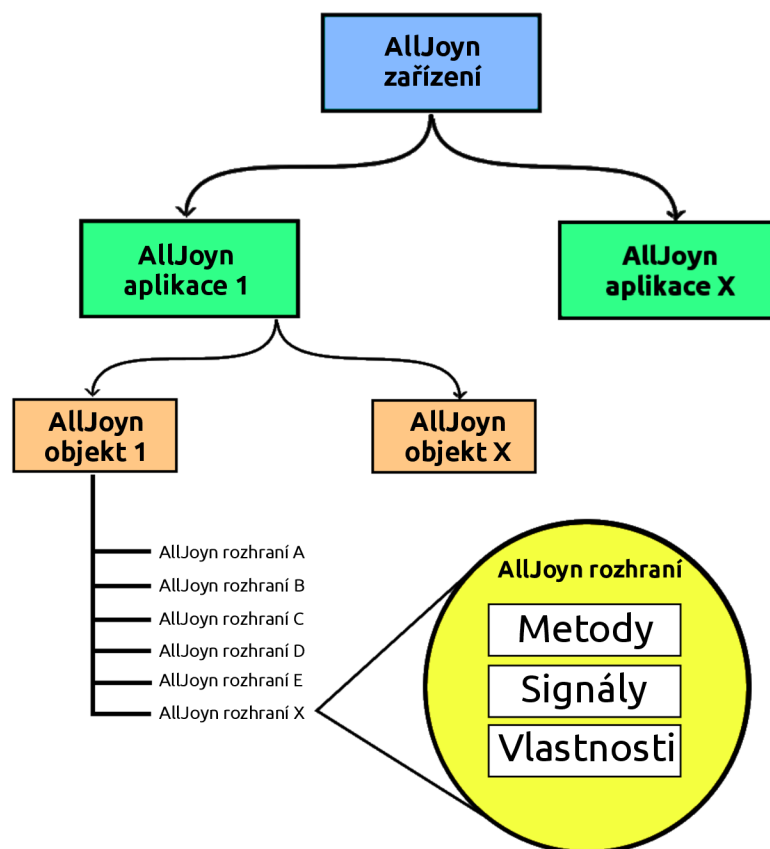 AllJoyn
zařízení
AllJoyn
aplikace 1
AllJoyn
aplikace X
AllJoyn
objekt 1
AllJoyn
objekt X
AllJoyn rozhraní A
AllJoyn rozhraní B
AllJoyn rozhraní C
AllJoyn rozhraní D
AllJoyn rozhraní E
AllJoyn rozhraní X
AllJoyn rozhraní
Metody
Signály
Vlastnosti